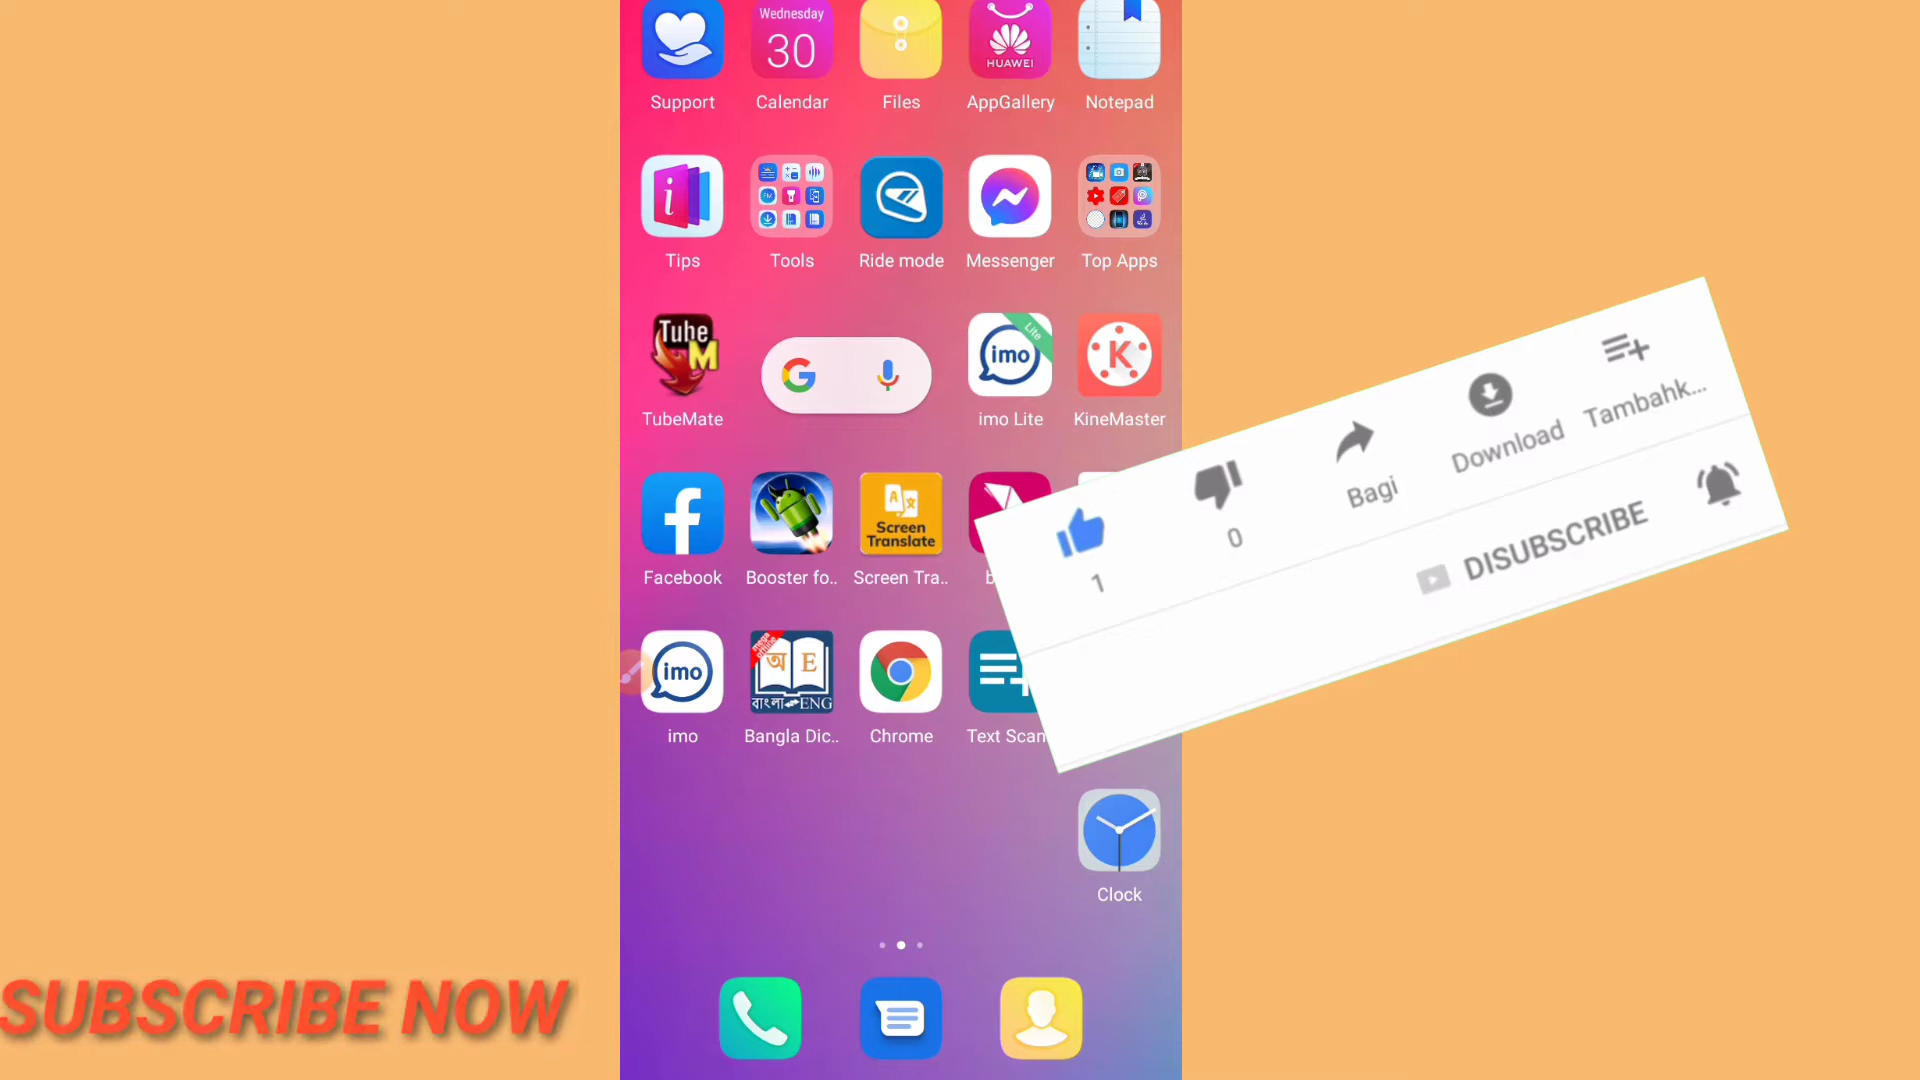 Wednesday
30
HUAWEI
Support
Calendar
Files
AppGallery
Notepad
Tips
Tools
Ride mode
Messenger
Top Apps
Tube
M
imo
Lite
K
TubeMate
imo Lite
KineMaster
Screen
Translate
Facebook
Booster fo..
Screen Tra..
imo
mega
online
অ E
বাংলা ENG
imo
Bangla Dic..
Chrome
Text Scan
Clock
1
0
Bagi
Download
Tambahk...
DISUBSCRIBE
SUBSCRIBE NOW